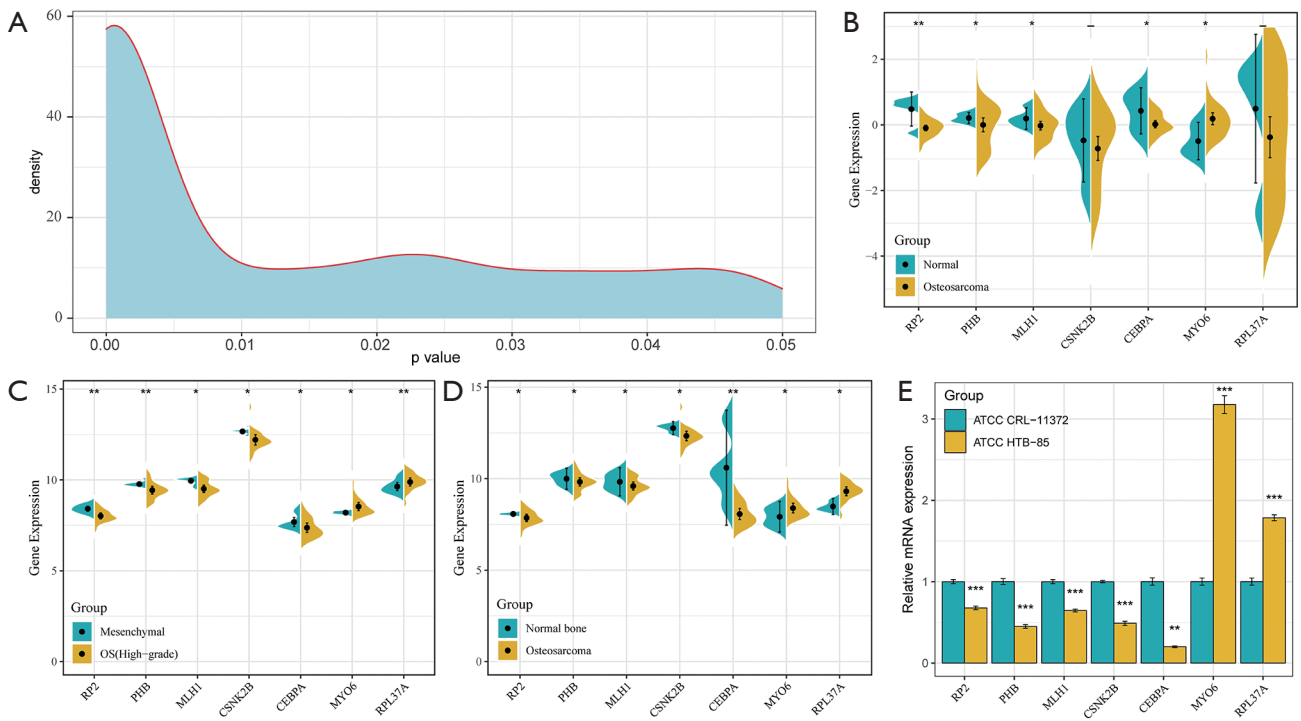 A
60
40
20
0
density
0.00 0.01 0.02 0.03 0.04 0.05
p value
B
** * * – * * –
2
0
−2
−4
Gene Expression
Group
Normal
Osteosarcoma
RP2 PHB MLH1 CSNK2B CEBPA MYO6 RPL37A
C
** ** * * * * **
15
10
5
0
Gene Expression
Group
Mesenchymal
OS(High−grade)
RP2 PHB MLH1 CSNK2B CEBPA MYO6 RPL37A
D
* * * * ** * *
15
10
5
0
Gene Expression
Group
Normal bone
Osteosarcoma
RP2 PHB MLH1 CSNK2B CEBPA MYO6 RPL37A
E
Group
ATCC CRL−11372
ATCC HTB−85
*** *** *** *** ** *** ***
3
2
1
0
Relative mRNA expression
RP2 PHB MLH1 CSNK2B CEBPA MYO6 RPL37A